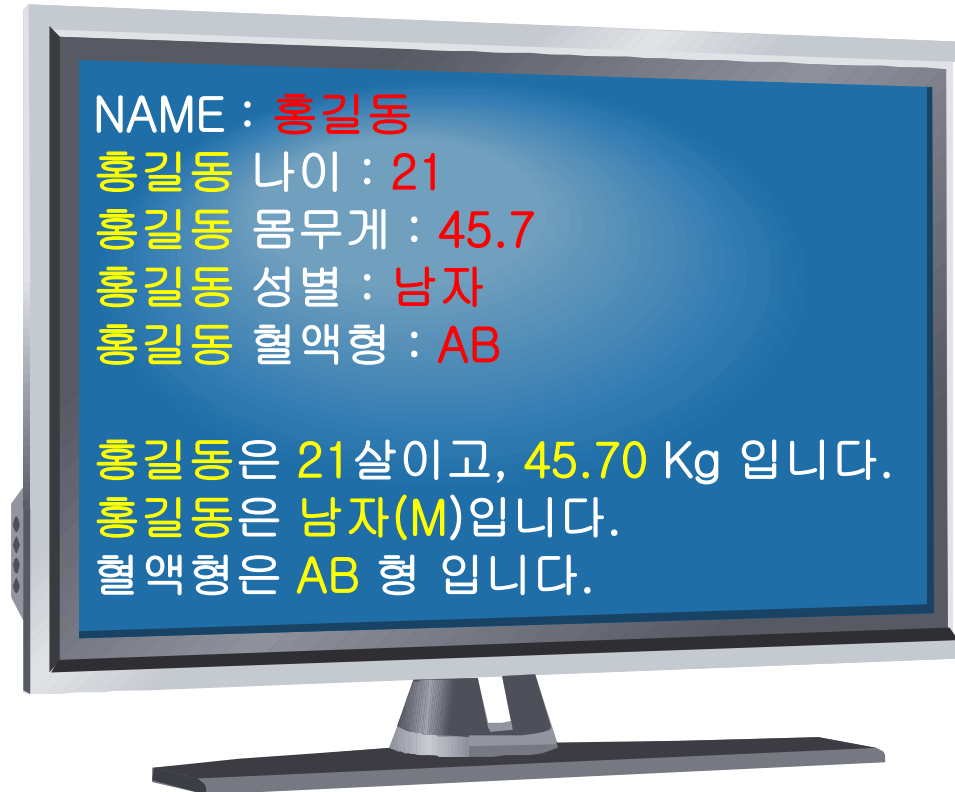 NAME : 홍길동
홍길동 나이 : 21
홍길동 몸무게 : 45.7
홍길동 성별 : 남자
홍길동 혈액형 : AB
홍길동은 21살이고, 45.70 Kg 입니다.
홍길동은 남자(M)입니다.
혈액형은 AB 형 입니다.